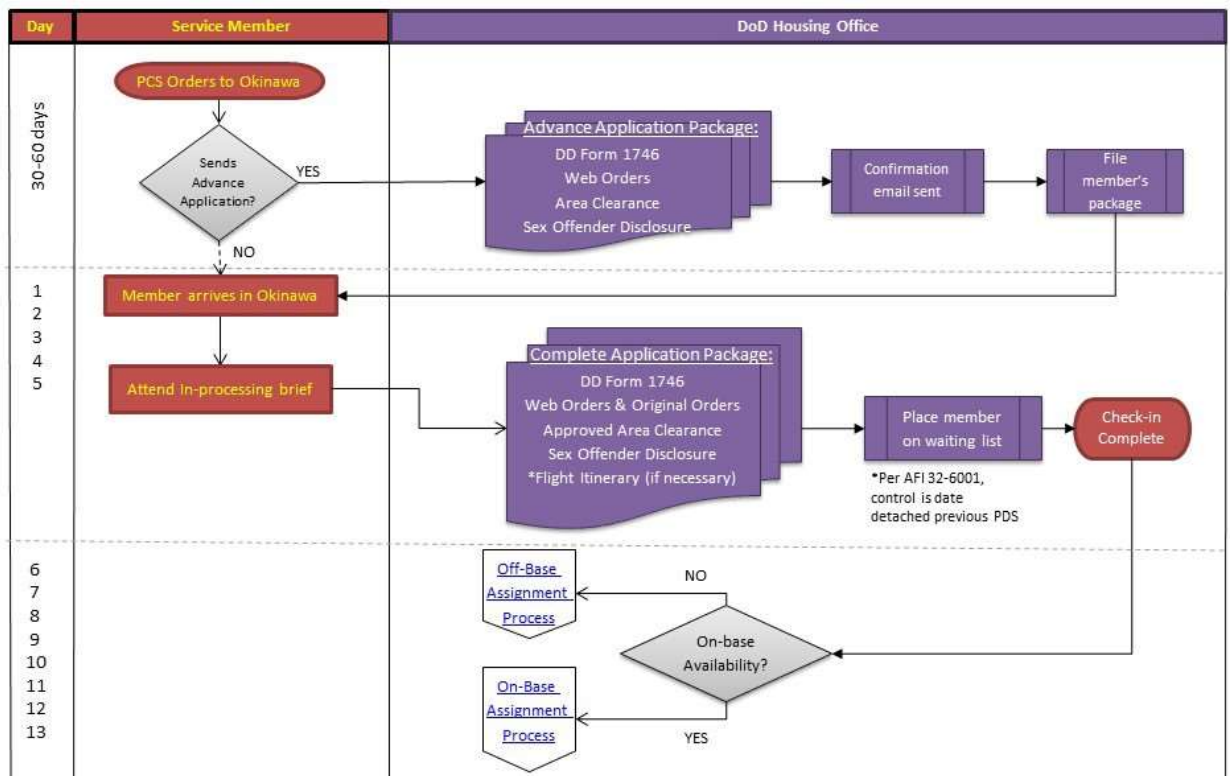 Day
Service Member
DoD Housing Office
30-60 days
PCS Orders to Okinawa
Sends
Advance
Application?
YES
NO
Advance Application Package:
DD Form 1746
Web Orders
Area Clearance
Sex Offender Disclosure
Confirmation
email sent
File
member's
package
1
2
3
4
5
Member arrives in Okinawa
Attend In-processing brief
Complete Application Package:
DD Form 1746
Web Orders & Original Orders
Approved Area Clearance
Sex Offender Disclosure
*Flight Itinerary (if necessary)
Place member
on waiting list
*Per AFI 32-6001,
control is date
detached previous PDS
Check-in
Complete
6
7
8
9
10
11
12
13
Off-Base
Assignment
Process
NO
On-base
Availability?
On-Base
Assignment
Process
YES